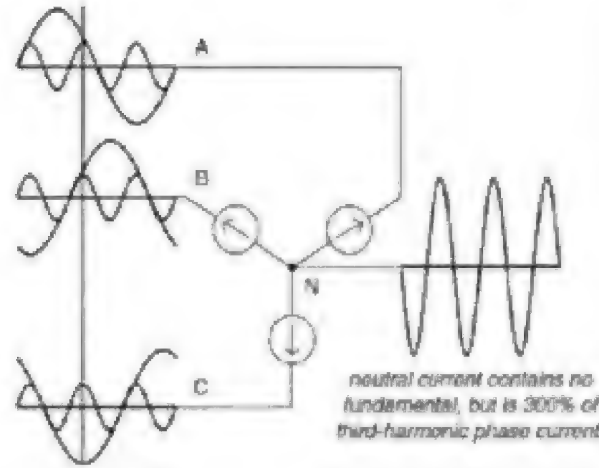 A
B
N
C
neutral current contains no
fundamental, but is 300% of
third-harmonic phase current